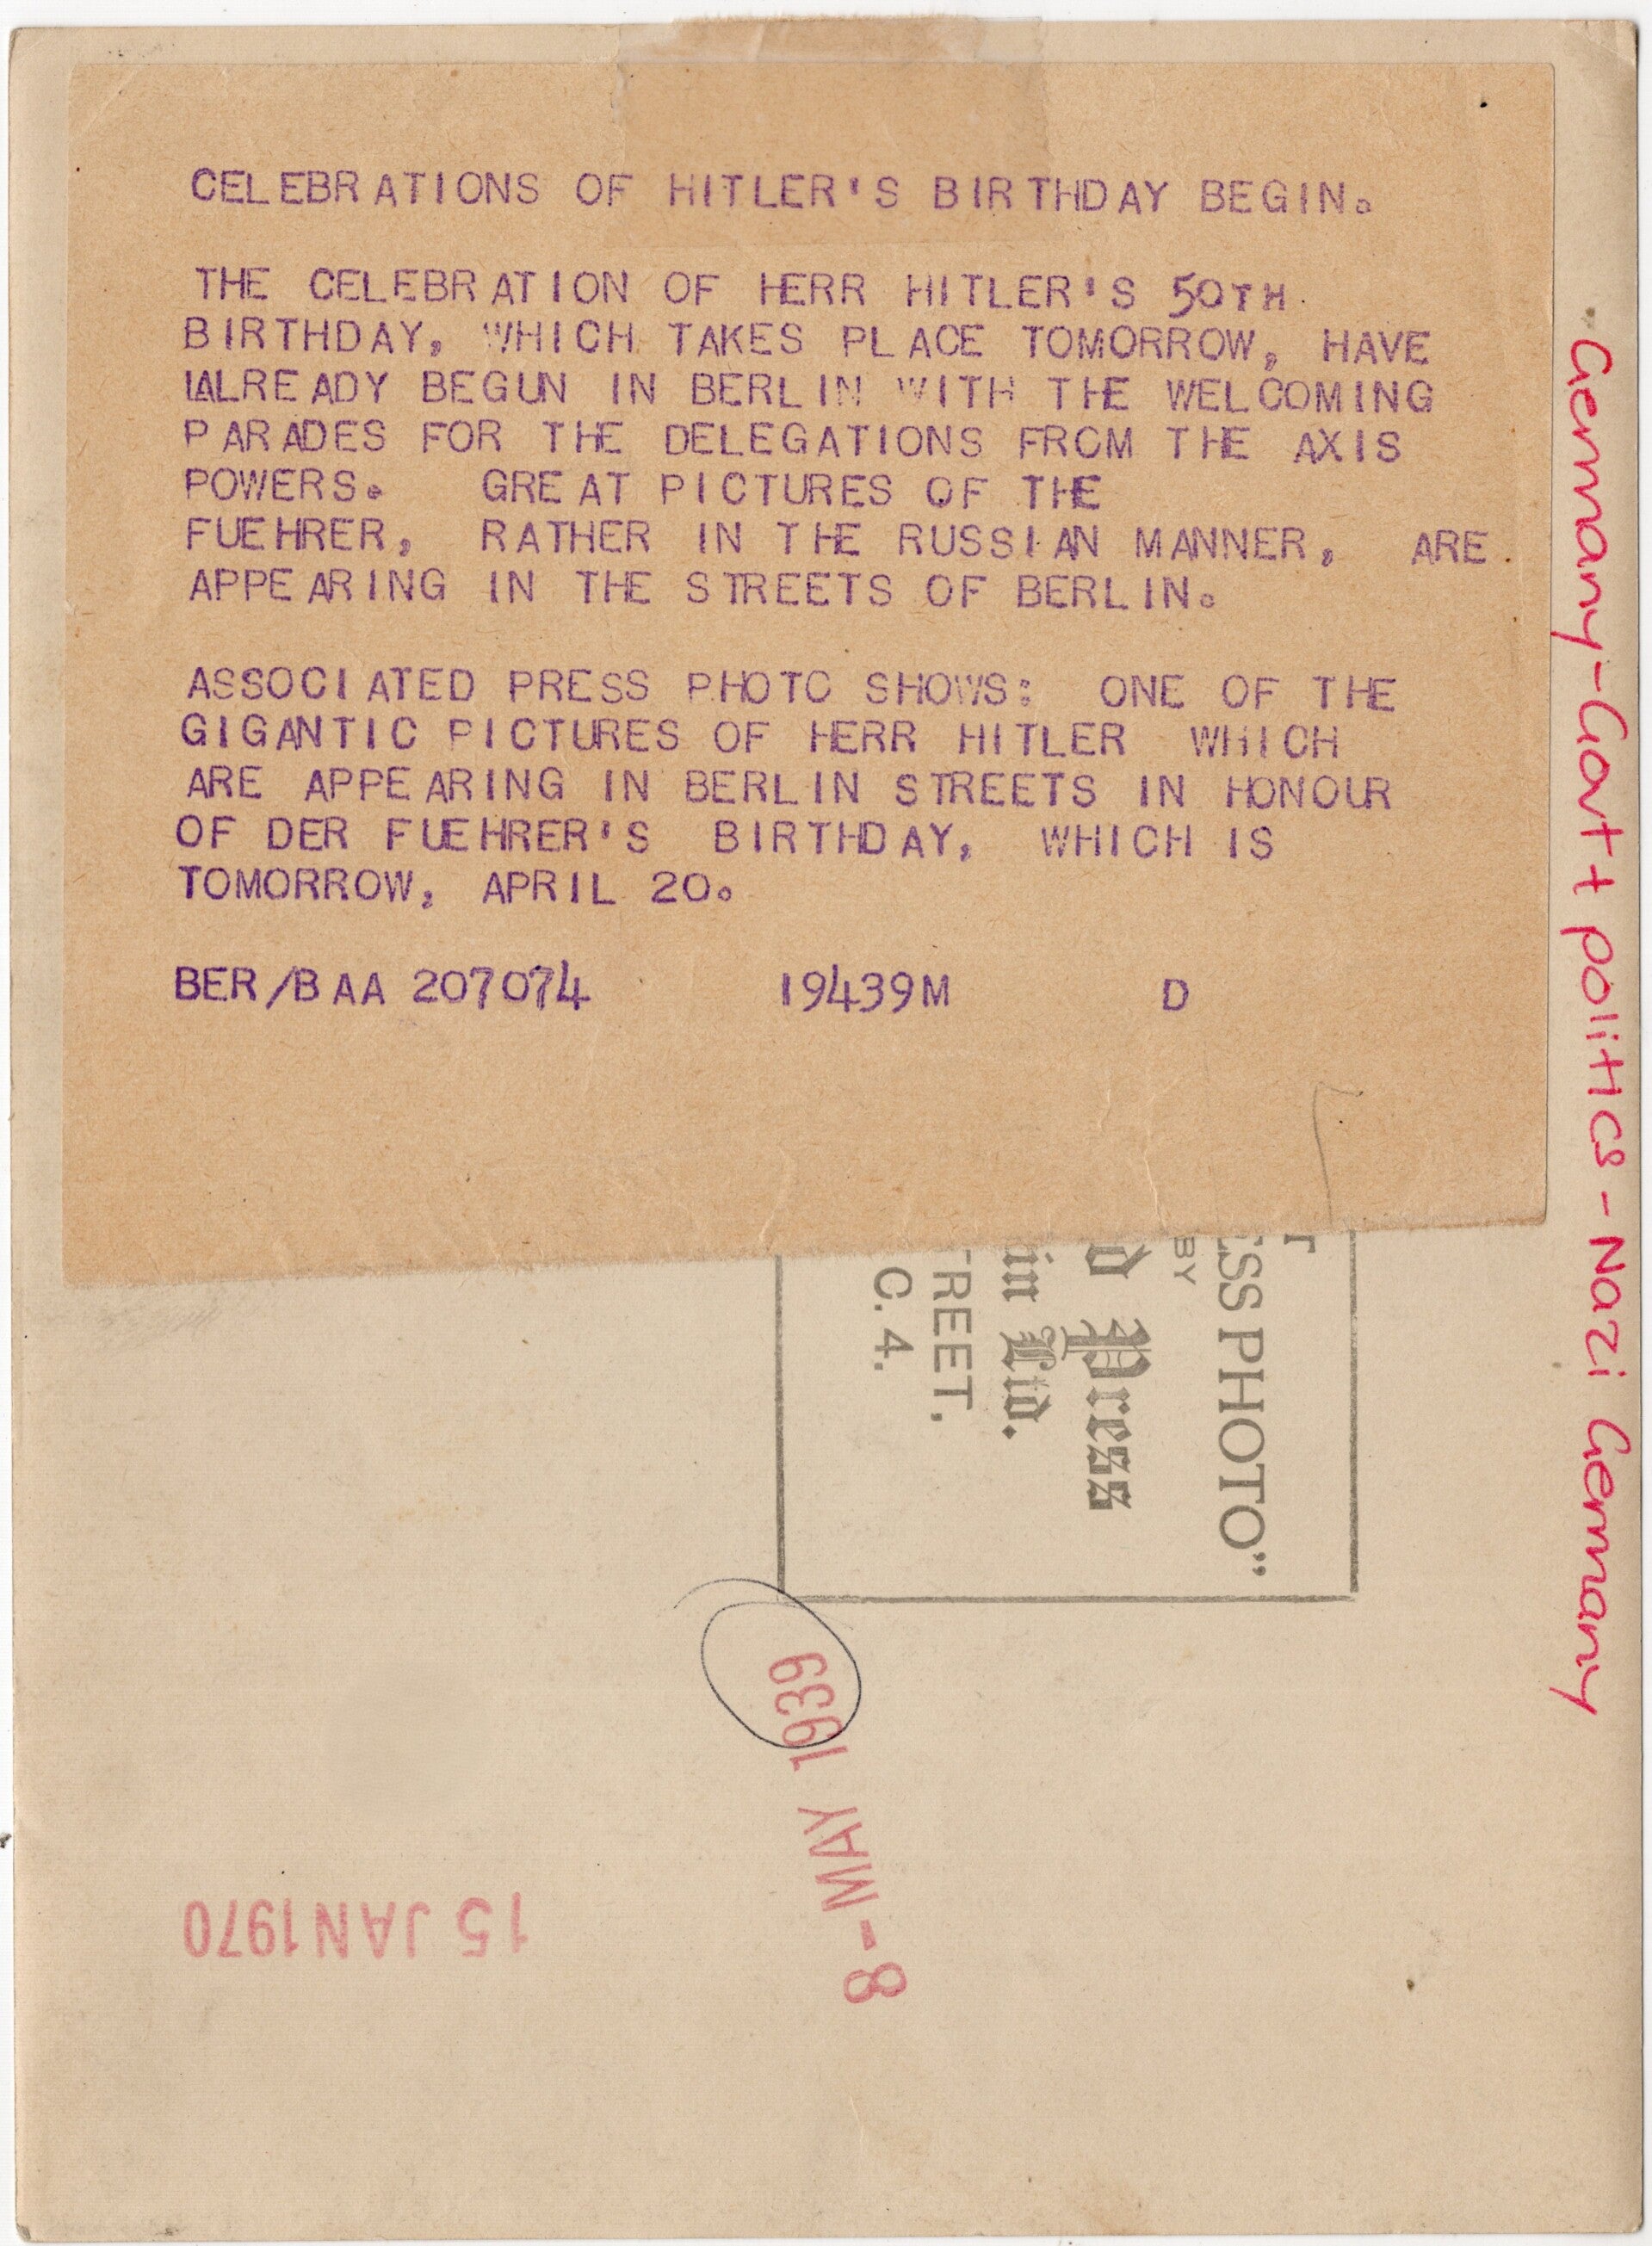 CELEBRATIONS OF HITLER'S BIRTHDAY BEGIN.
THE CELEBRATION OF HERR HITLER'S 50TH
BIRTHDAY, WHICH TAKES PLACE TOMORROW, HAVE
ALREADY BEGUN IN BERLIN WITH THE WELCOMING
PARADES FOR THE DELEGATIONS FROM THE AXIS
POWERS. GREAT PICTURES OF THE
FUEHRER, RATHER IN THE RUSSIAN MANNER, ARE
APPEARING IN THE STREETS OF BERLIN.
ASSOCIATED PRESS PHOTO SHOWS: ONE OF THE
GIGANTIC PICTURES OF HERR HITLER WHICH
ARE APPEARING IN BERLIN STREETS IN HONOUR
OF DER FUEHRER'S BIRTHDAY, WHICH IS
TOMORROW, APRIL 20.
BER/BAA 207074 19439M D
Germany-Govt + politics - Nazi Germany
ESS PHOTO"
BY
d Press
in Ltd.
TREET,
C.4.
8-MAY 1939
15 JAN 1970